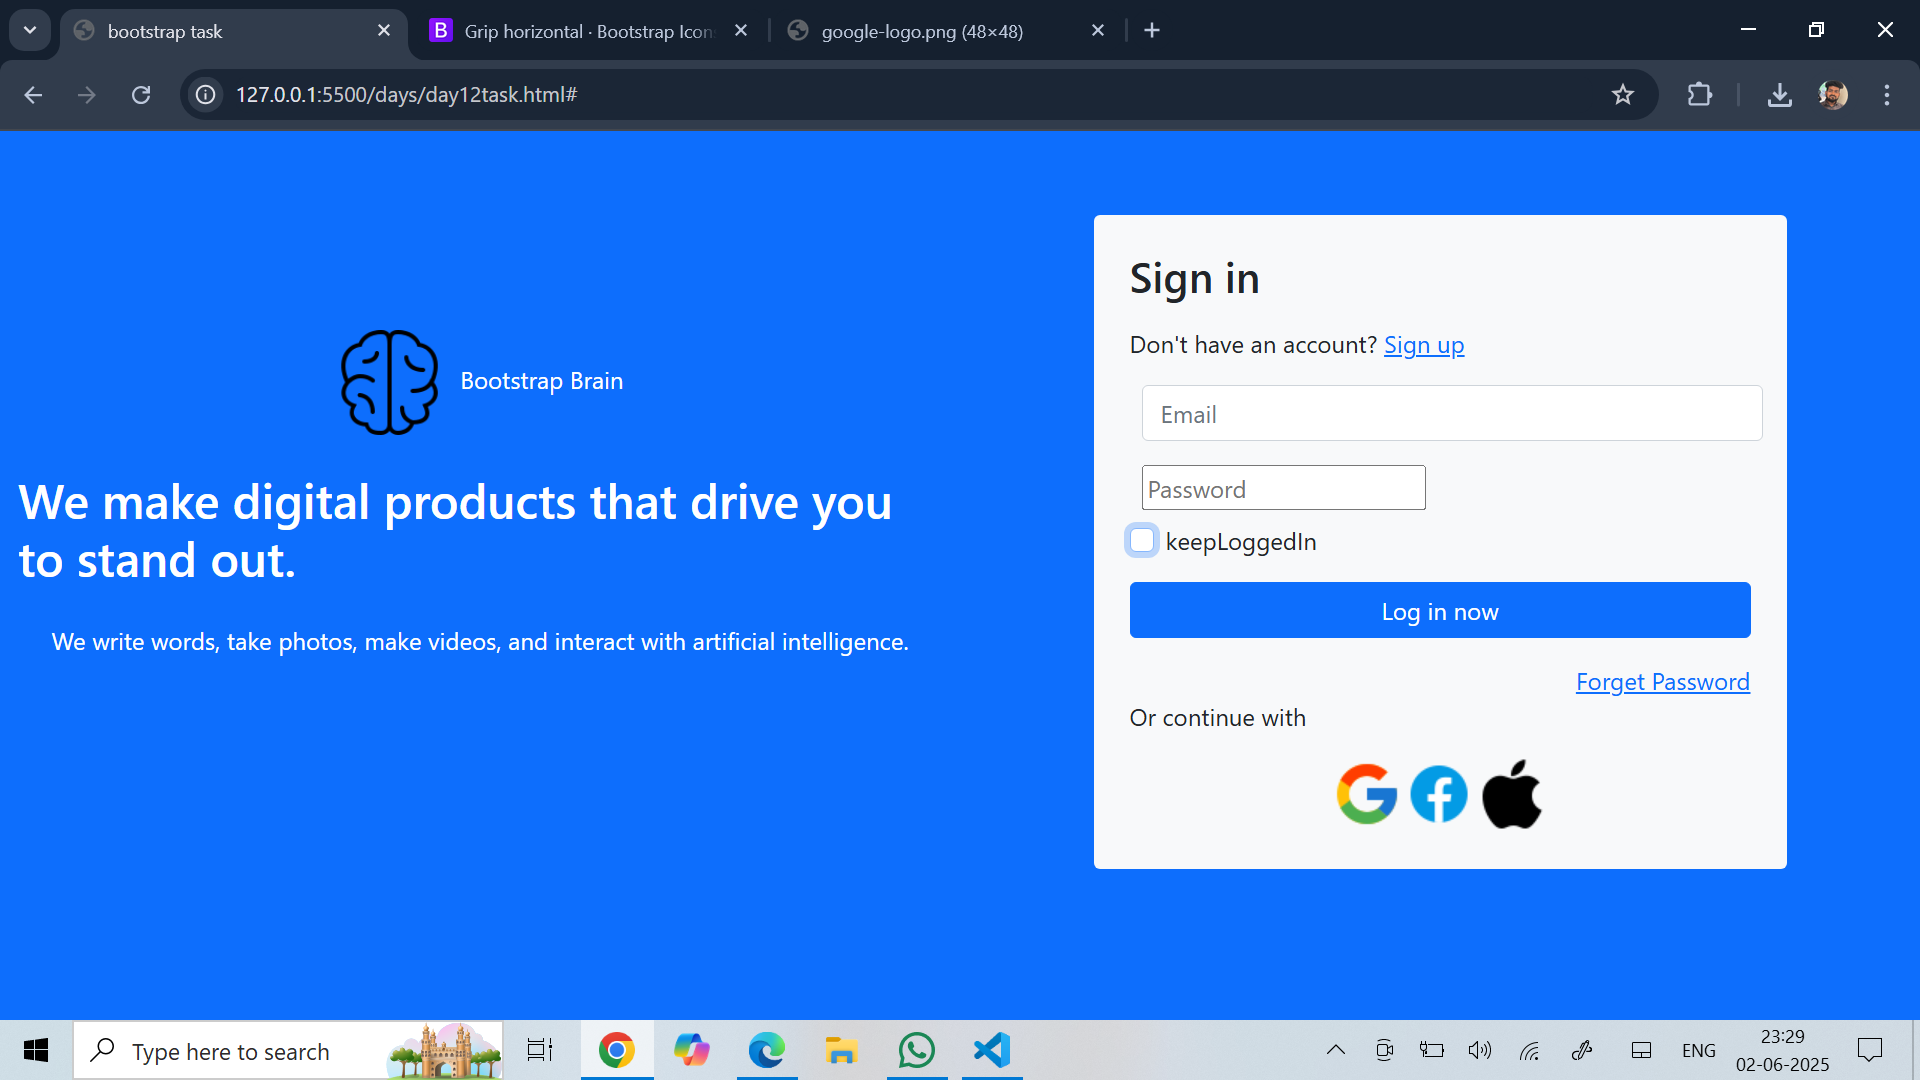 bootstrap task
Grip horizontal · Bootstrap Icon
google-logo.png (48×48)
127.0.0.1:5500/days/day12task.html#
Bootstrap Brain
We make digital products that drive you
to stand out.
We write words, take photos, make videos, and interact with artificial intelligence.
Sign in
Don't have an account? Sign up
Email
Password
keepLoggedIn
Log in now
Forget Password
Or continue with
Type here to search
ENG
23:29
02-06-2025